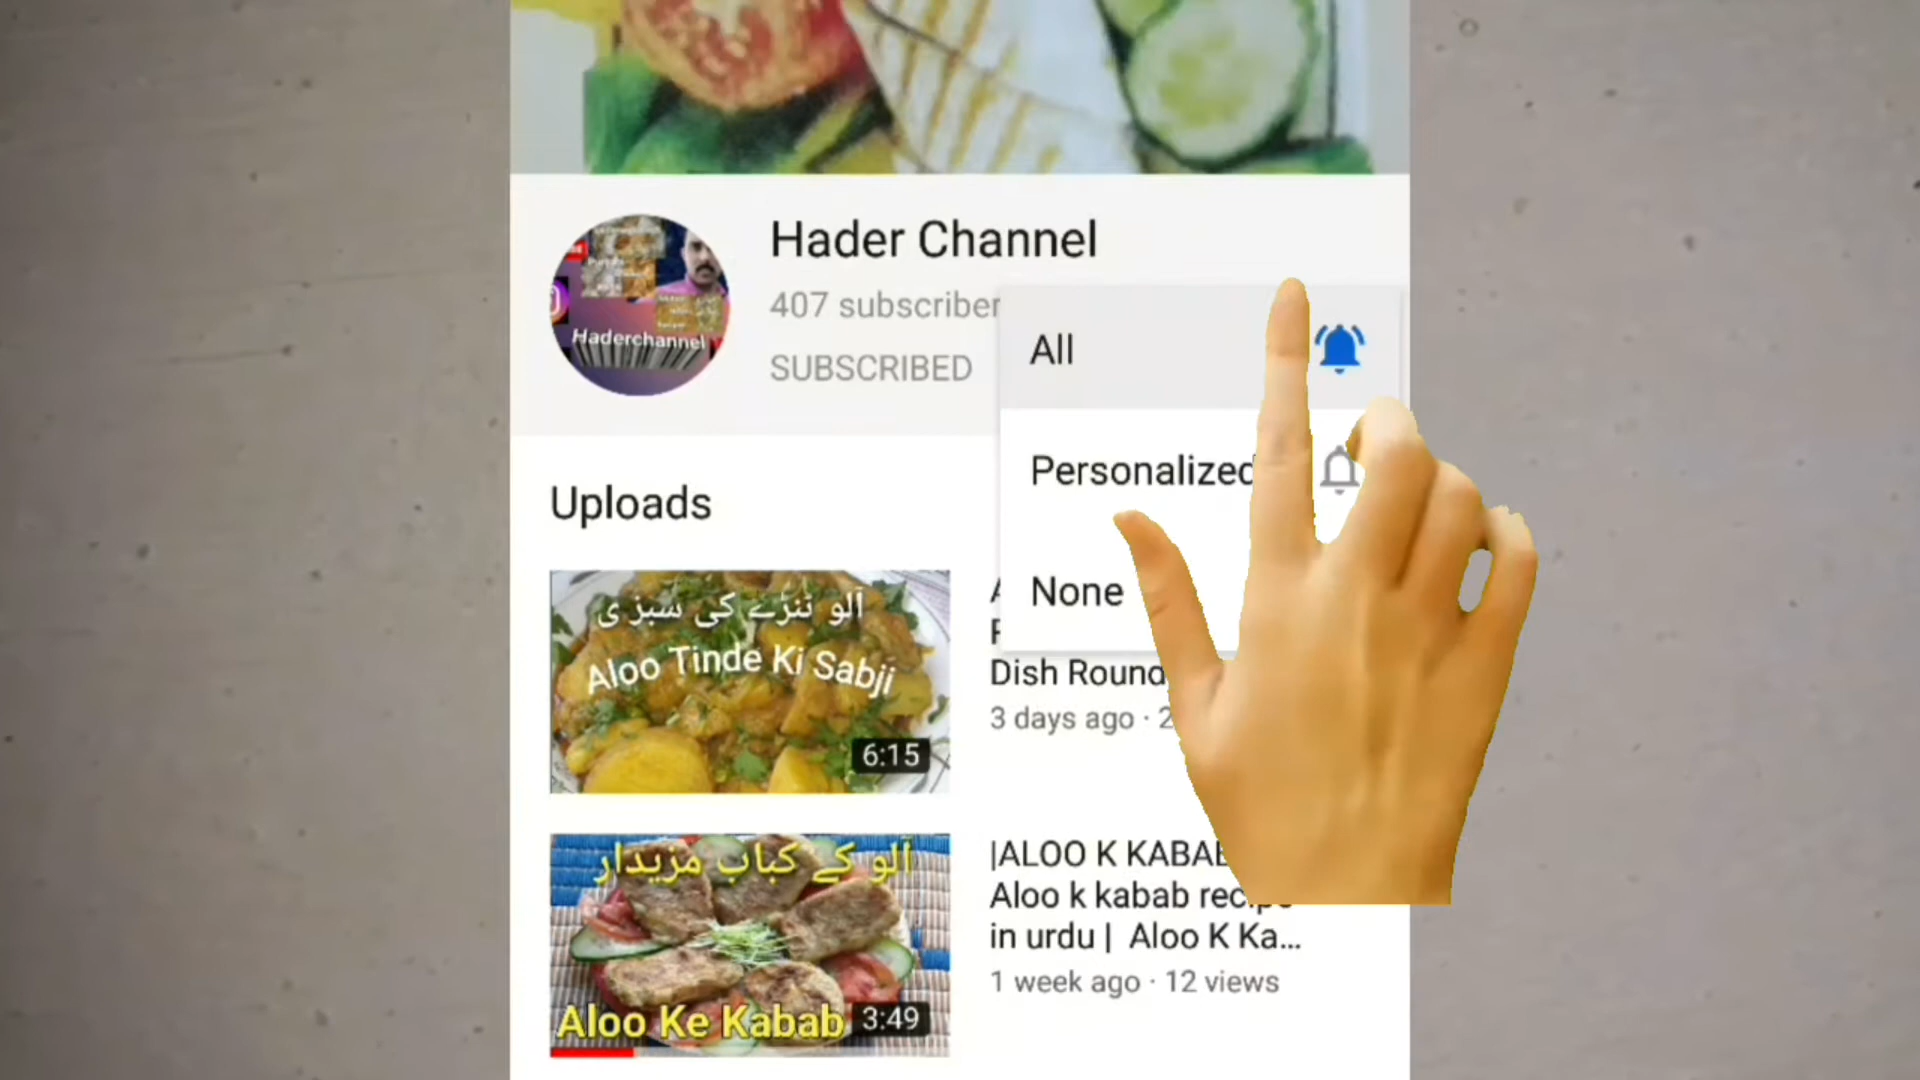 Hader Channel
407 subscriber
SUBSCRIBED
Haderchannel
All
Personalized
None
Uploads
آلو ٹنڈے کی سبزی
Aloo Tinde Ki Sabji
6:15
Dish Round
3 days ago · 2
آلو کے کباب مزیدار
Aloo Ke Kabab
3:49
|ALOO K KABAB
Aloo k kabab recipe
in urdu | Aloo K Ka...
1 week ago · 12 views